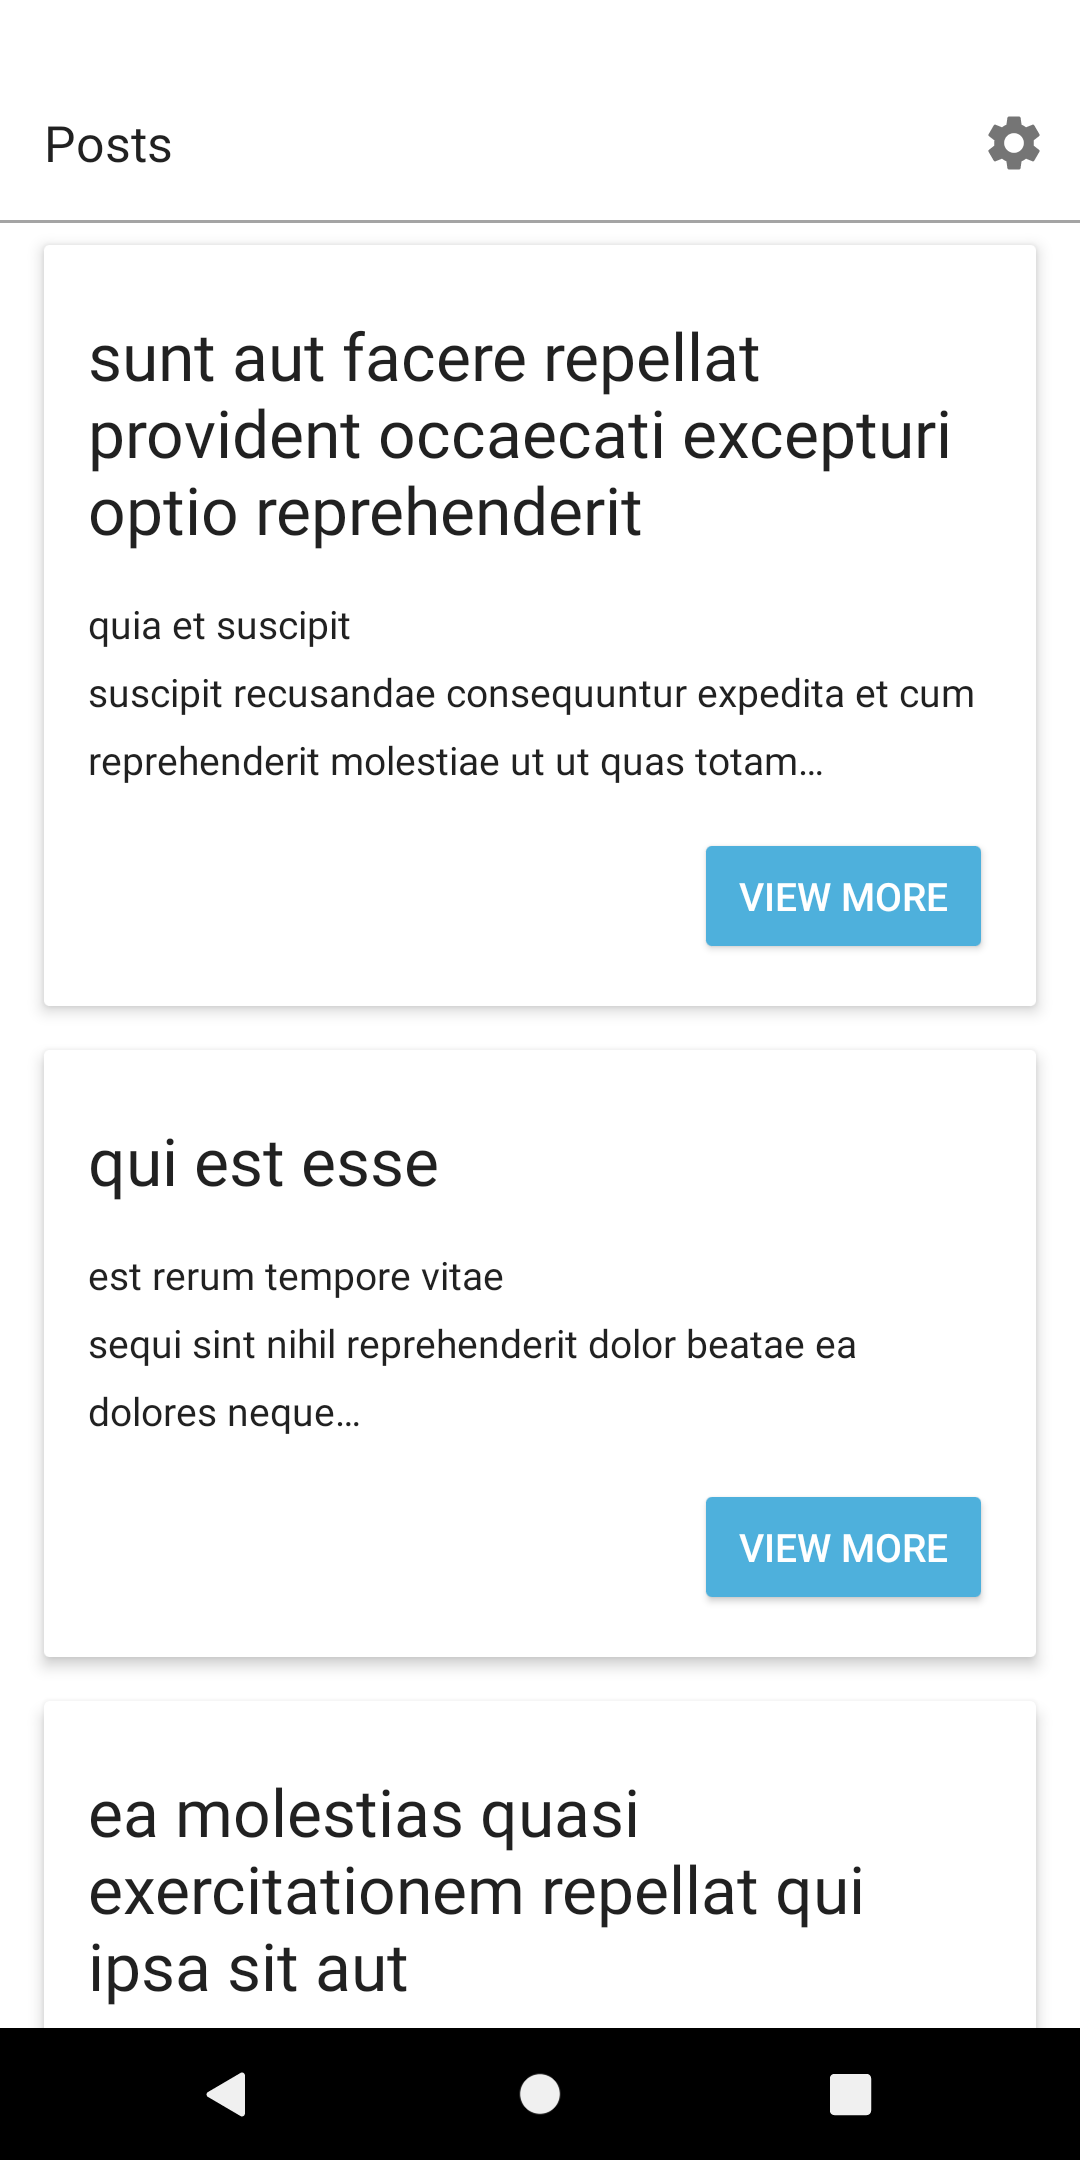 Posts
sunt aut facere repellat
provident occaecati excepturi
optio reprehenderit
quia et suscipit
suscipit recusandae consequuntur expedita et cum
reprehenderit molestiae ut ut quas totam…
VIEW MORE
qui est esse
est rerum tempore vitae
sequi sint nihil reprehenderit dolor beatae ea
dolores neque…
VIEW MORE
ea molestias quasi
exercitationem repellat qui
ipsa sit aut